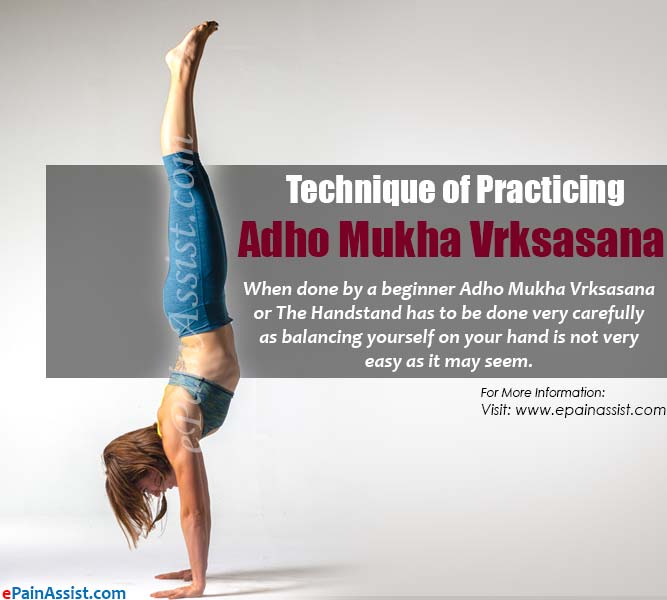 Technique of Practicing
Adho Mukha Vrksasana
When done by a beginner Adho Mukha Vrksasana
or The Handstand has to be done very carefully
as balancing yourself on your hand is not very
easy as it may seem.
For More Information:
Visit: www.epainassist.com
ePainAssist.com
ePainAssist.com